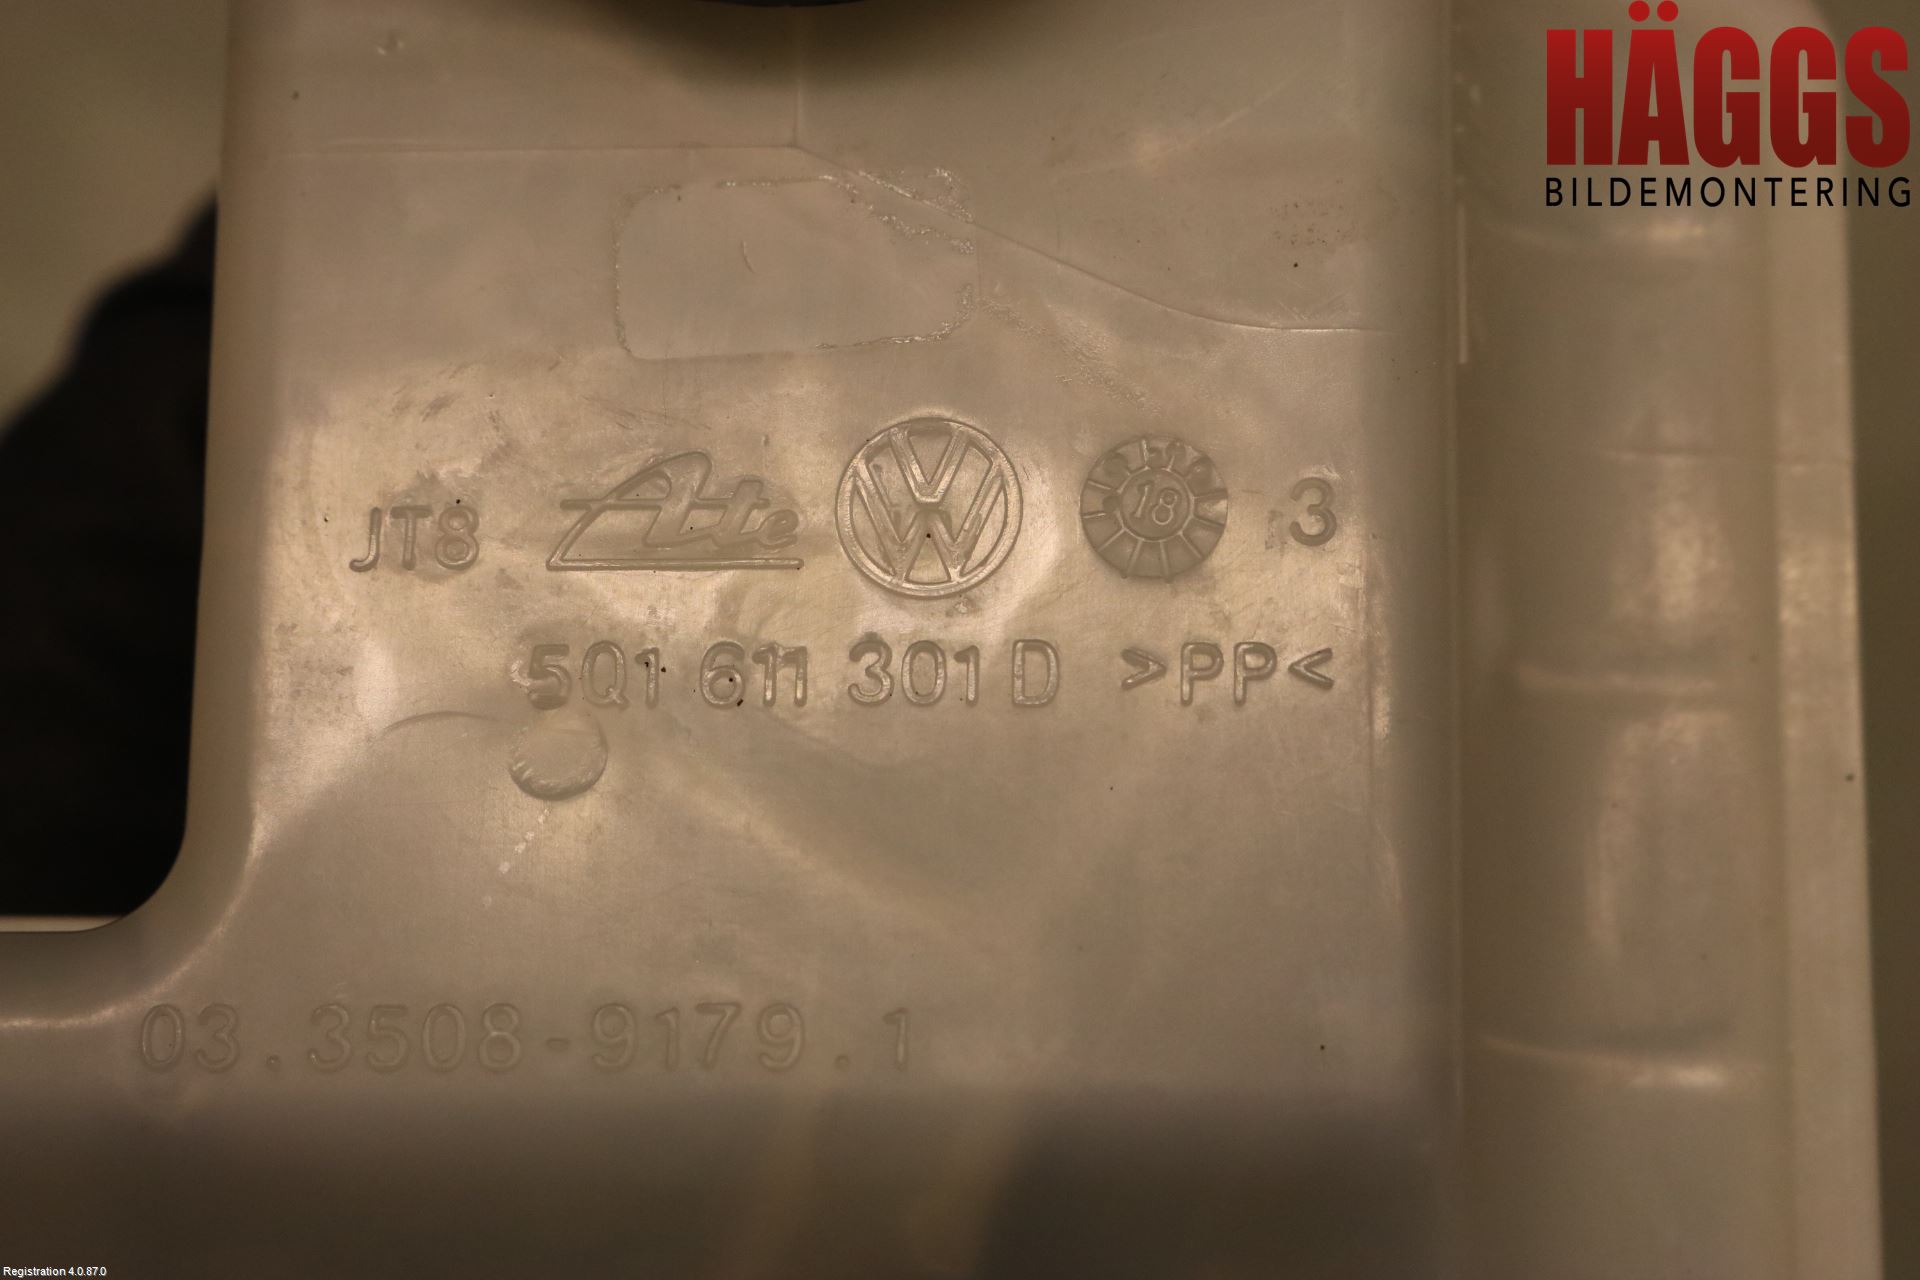 HÄGGS
BILDEMONTERING
JT8 Ate VW 18 3
5Q1 611 301 D >PP<
03.3508-9179.1
Registration 4.0.87.0